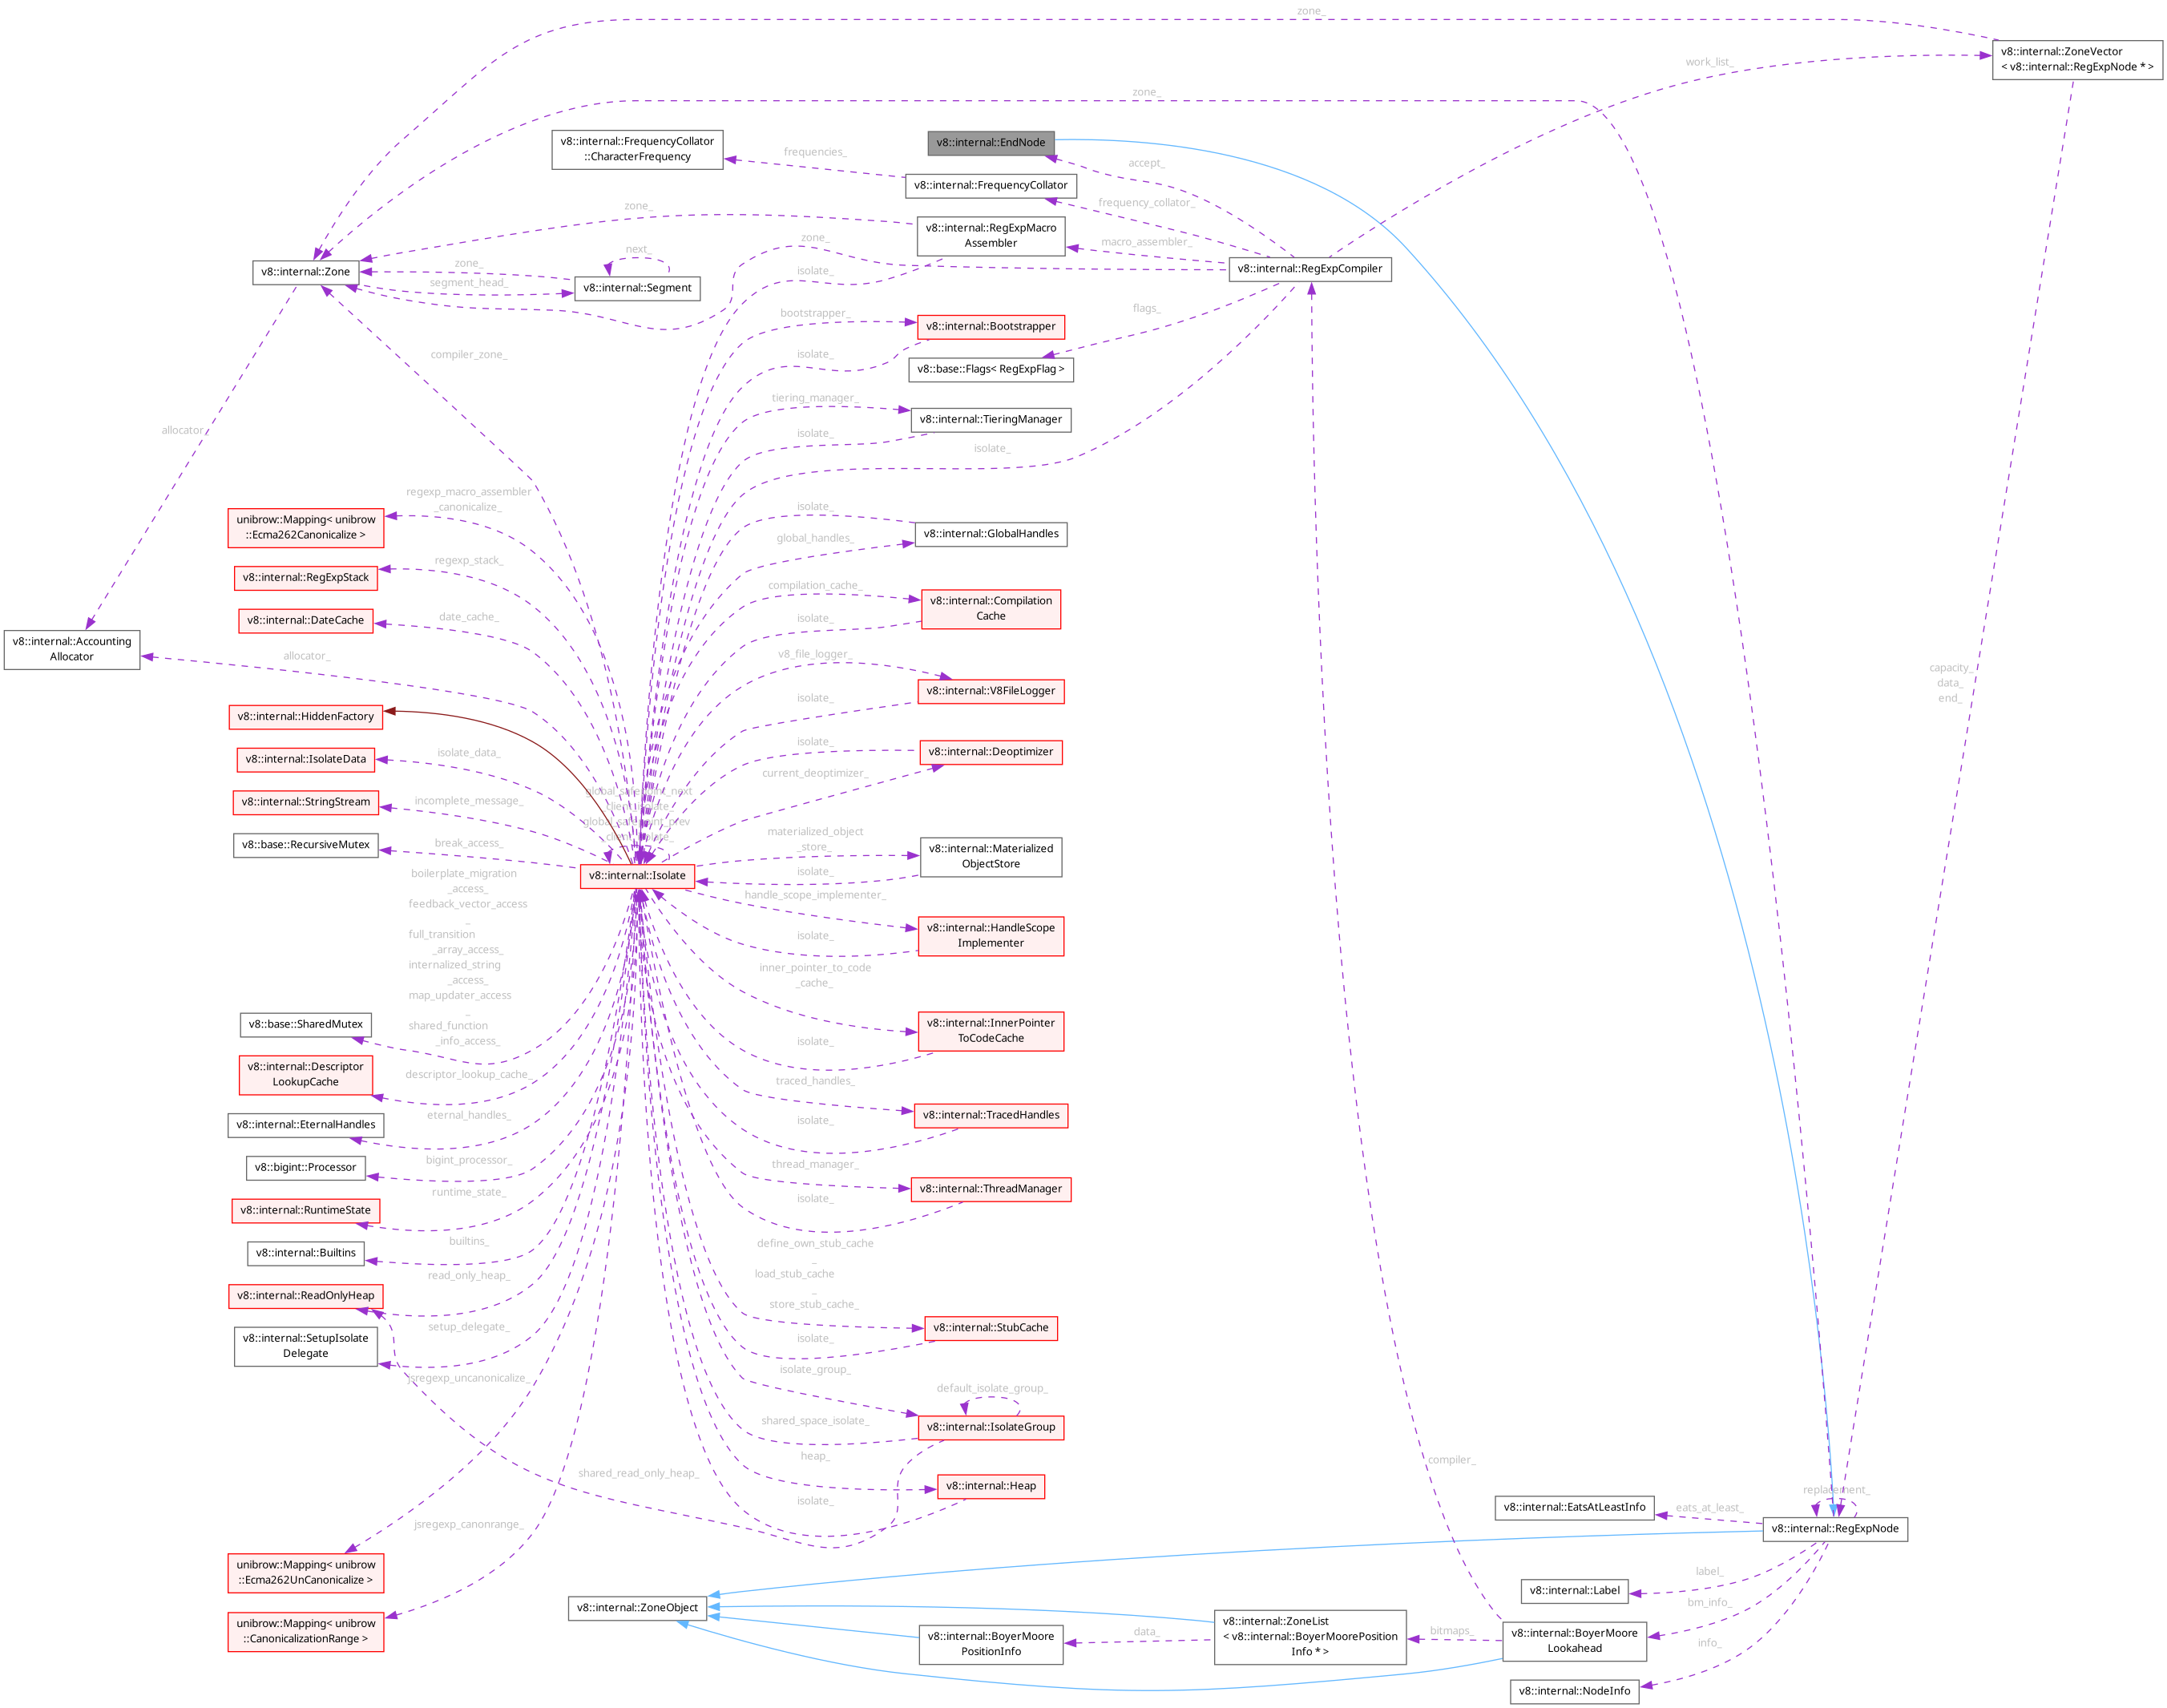 zone_
v8::internal::ZoneVector
< v8::internal::RegExpNode * >
work_list_
zone_
v8::internal::FrequencyCollator
::CharacterFrequency
frequencies_
v8::internal::EndNode
accept_
v8::internal::FrequencyCollator
frequency_collator_
zone_
v8::internal::RegExpMacro
Assembler
macro_assembler_
zone_
v8::internal::Zone
zone_
segment_head_
next_
v8::internal::Segment
isolate_
v8::internal::RegExpCompiler
bootstrapper_
v8::internal::Bootstrapper
flags_
compiler_zone_
isolate_
v8::base::Flags< RegExpFlag >
tiering_manager_
v8::internal::TieringManager
allocator_
isolate_
isolate_
regexp_macro_assembler
_canonicalize_
unibrow::Mapping< unibrow
::Ecma262Canonicalize >
isolate_
v8::internal::GlobalHandles
global_handles_
regexp_stack_
v8::internal::RegExpStack
compilation_cache_
v8::internal::Compilation
Cache
date_cache_
v8::internal::DateCache
isolate_
v8::internal::Accounting
Allocator
allocator_
v8_file_logger_
v8::internal::V8FileLogger
isolate_
capacity_
data_
end_
v8::internal::HiddenFactory
isolate_
v8::internal::Deoptimizer
isolate_data_
v8::internal::IsolateData
current_deoptimizer_
global_safepoint_next
_client_isolate_
global_safepoint_prev
_client_isolate_
incomplete_message_
v8::internal::StringStream
v8::base::RecursiveMutex
break_access_
materialized_object
_store_
v8::internal::Materialized
ObjectStore
isolate_
v8::internal::Isolate
boilerplate_migration
_access_
feedback_vector_access
_
full_transition
_array_access_
internalized_string
_access_
map_updater_access
_
shared_function
_info_access_
handle_scope_implementer_
v8::internal::HandleScope
Implementer
isolate_
inner_pointer_to_code
_cache_
v8::internal::InnerPointer
ToCodeCache
isolate_
v8::base::SharedMutex
v8::internal::Descriptor
LookupCache
descriptor_lookup_cache_
traced_handles_
v8::internal::TracedHandles
isolate_
v8::internal::EternalHandles
eternal_handles_
v8::bigint::Processor
bigint_processor_
thread_manager_
v8::internal::ThreadManager
isolate_
v8::internal::RuntimeState
runtime_state_
v8::internal::Builtins
builtins_
define_own_stub_cache
_
load_stub_cache
_
store_stub_cache_
v8::internal::StubCache
isolate_
v8::internal::ReadOnlyHeap
read_only_heap_
v8::internal::SetupIsolate
Delegate
setup_delegate_
isolate_group_
default_isolate_group_
v8::internal::IsolateGroup
jsregexp_uncanonicalize_
shared_space_isolate_
compiler_
heap_
v8::internal::Heap
shared_read_only_heap_
isolate_
replacement_
v8::internal::EatsAtLeastInfo
eats_at_least_
v8::internal::RegExpNode
jsregexp_canonrange_
unibrow::Mapping< unibrow
::Ecma262UnCanonicalize >
v8::internal::Label
label_
v8::internal::ZoneObject
unibrow::Mapping< unibrow
::CanonicalizationRange >
v8::internal::BoyerMoore
PositionInfo
data_
v8::internal::ZoneList
< v8::internal::BoyerMoorePosition
Info * >
bitmaps_
v8::internal::BoyerMoore
Lookahead
bm_info_
info_
v8::internal::NodeInfo